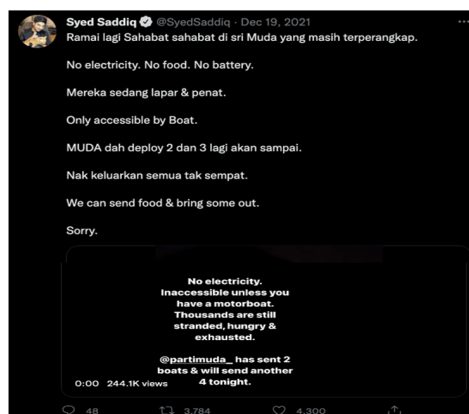 Syed Saddiq @SyedSaddiq · Dec 19, 2021
Ramai lagi Sahabat sahabat di sri Muda yang masih terperangkap.
No electricity. No food. No battery.
Mereka sedang lapar & penat.
Only accessible by Boat.
MUDA dah deploy 2 dan 3 lagi akan sampai.
Nak keluarkan semua tak sempat.
We can send food & bring some out.
Sorry.
No electricity.
Inaccessible unless you
have a motorboat.
Thousands are still
stranded, hungry &
exhausted.
@partimuda_ has sent 2
boats & will send another
4 tonight.
0:00 244.1K views
48 3,784 4,300